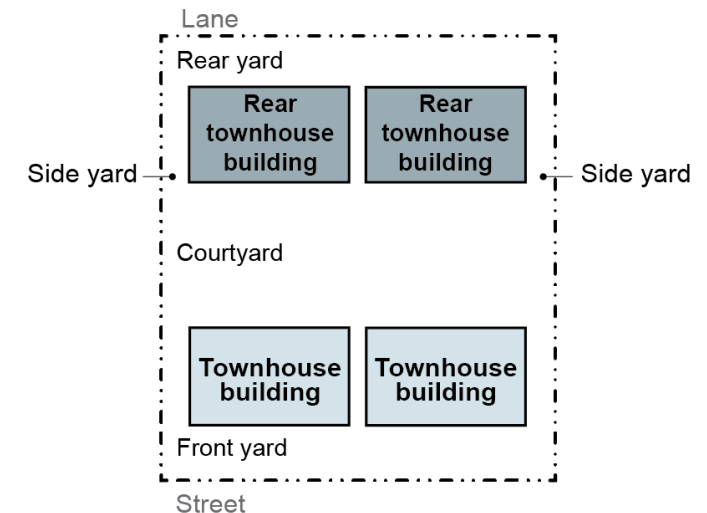 Lane
Rear yard
Rear
townhouse
building
Rear
townhouse
building
Side yard
Side yard
Courtyard
Townhouse
building
Townhouse
building
Front yard
Street